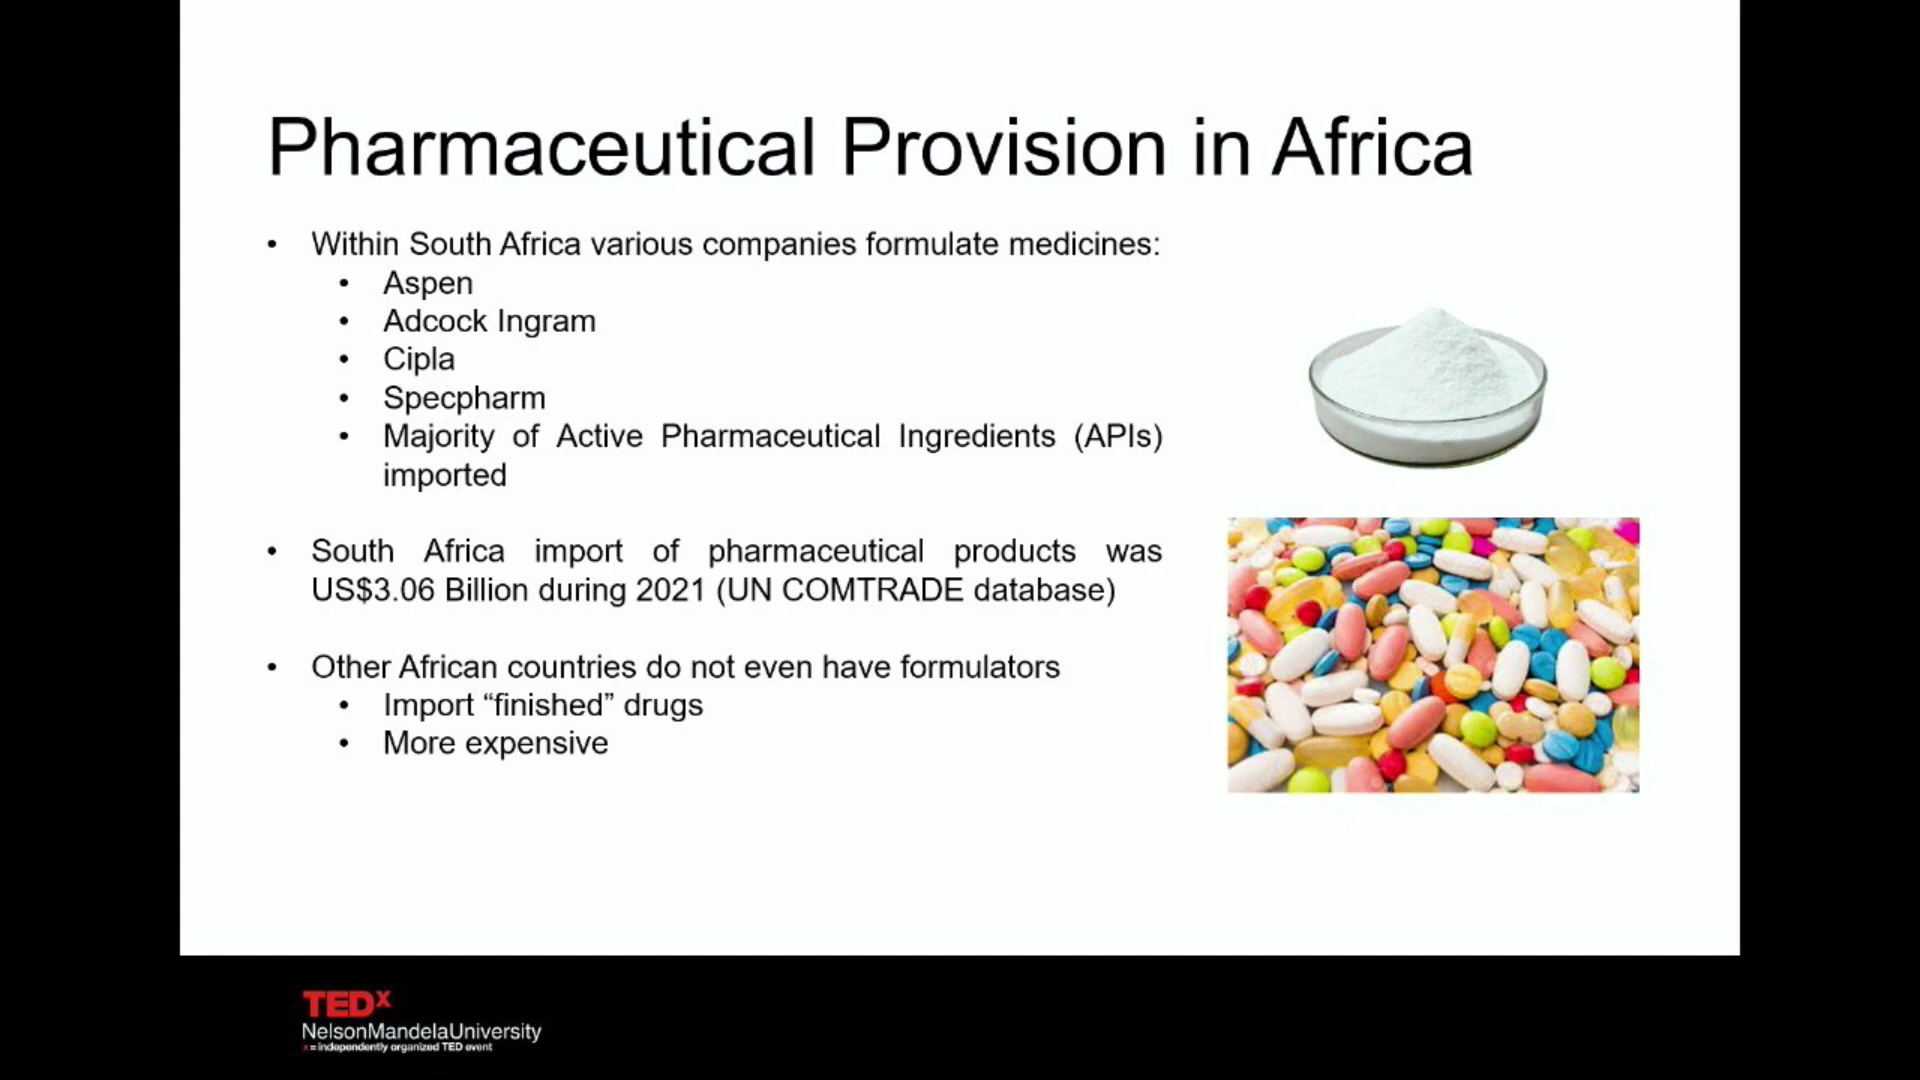 Pharmaceutical Provision in Africa
• Within South Africa various companies formulate medicines:
• Aspen
• Adcock Ingram
• Cipla
• Specpharm
• Majority of Active Pharmaceutical Ingredients (APIs)
imported
• South Africa import of pharmaceutical products was
US$3.06 Billion during 2021 (UN COMTRADE database)
• Other African countries do not even have formulators
• Import “finished” drugs
• More expensive
TEDx
NelsonMandelaUniversity
x = independently organized TED event